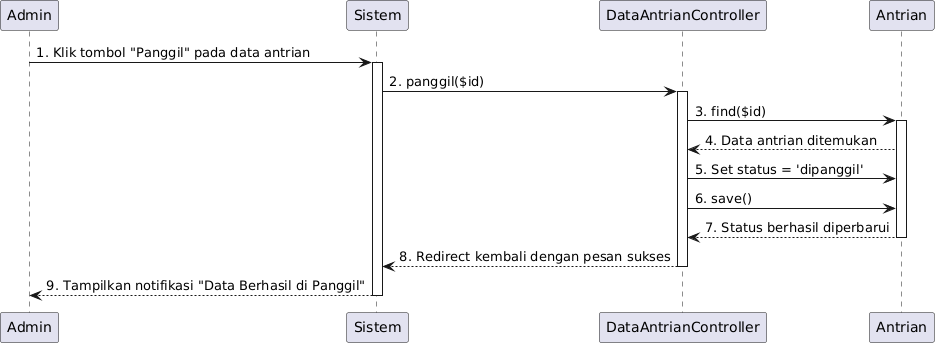 Admin Sistem DataAntrianController Antrian
1. Klik tombol "Panggil" pada data antrian
2. panggil($id)
3. find($id)
4. Data antrian ditemukan
5. Set status = 'dipanggil'
6. save()
7. Status berhasil diperbarui
8. Redirect kembali dengan pesan sukses
9. Tampilkan notifikasi "Data Berhasil di Panggil"
Admin Sistem DataAntrianController Antrian